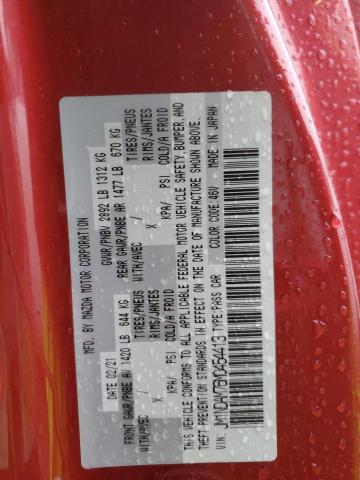 MFD. BY MAZDA MOTOR CORPORATION
DATE 02/21 GVWR/PNBV 2892 LB 1312 KG
FRONT GAWR/PNBE AV 1420 LB 644 KG REAR GAWR/PNBE AR 1477 LB 670 KG
WITH/AVEC TIRES/PNEUS WITH/AVEC TIRES/PNEUS
X RIMS/JANTES X RIMS/JANTES
KPA/ PSI COLD/A FROID KPA/ PSI COLD/A FROID
THIS VEHICLE CONFORMS TO ALL APPLICABLE FEDERAL MOTOR VEHICLE SAFETY, BUMPER, AND
THEFT PREVENTION STANDARDS IN EFFECT ON THE DATE OF MANUFACTURE SHOWN ABOVE.
VIN: JM1NDAM76M0454413 TYPE:PASS CAR COLOR CODE:46V MADE IN JAPAN